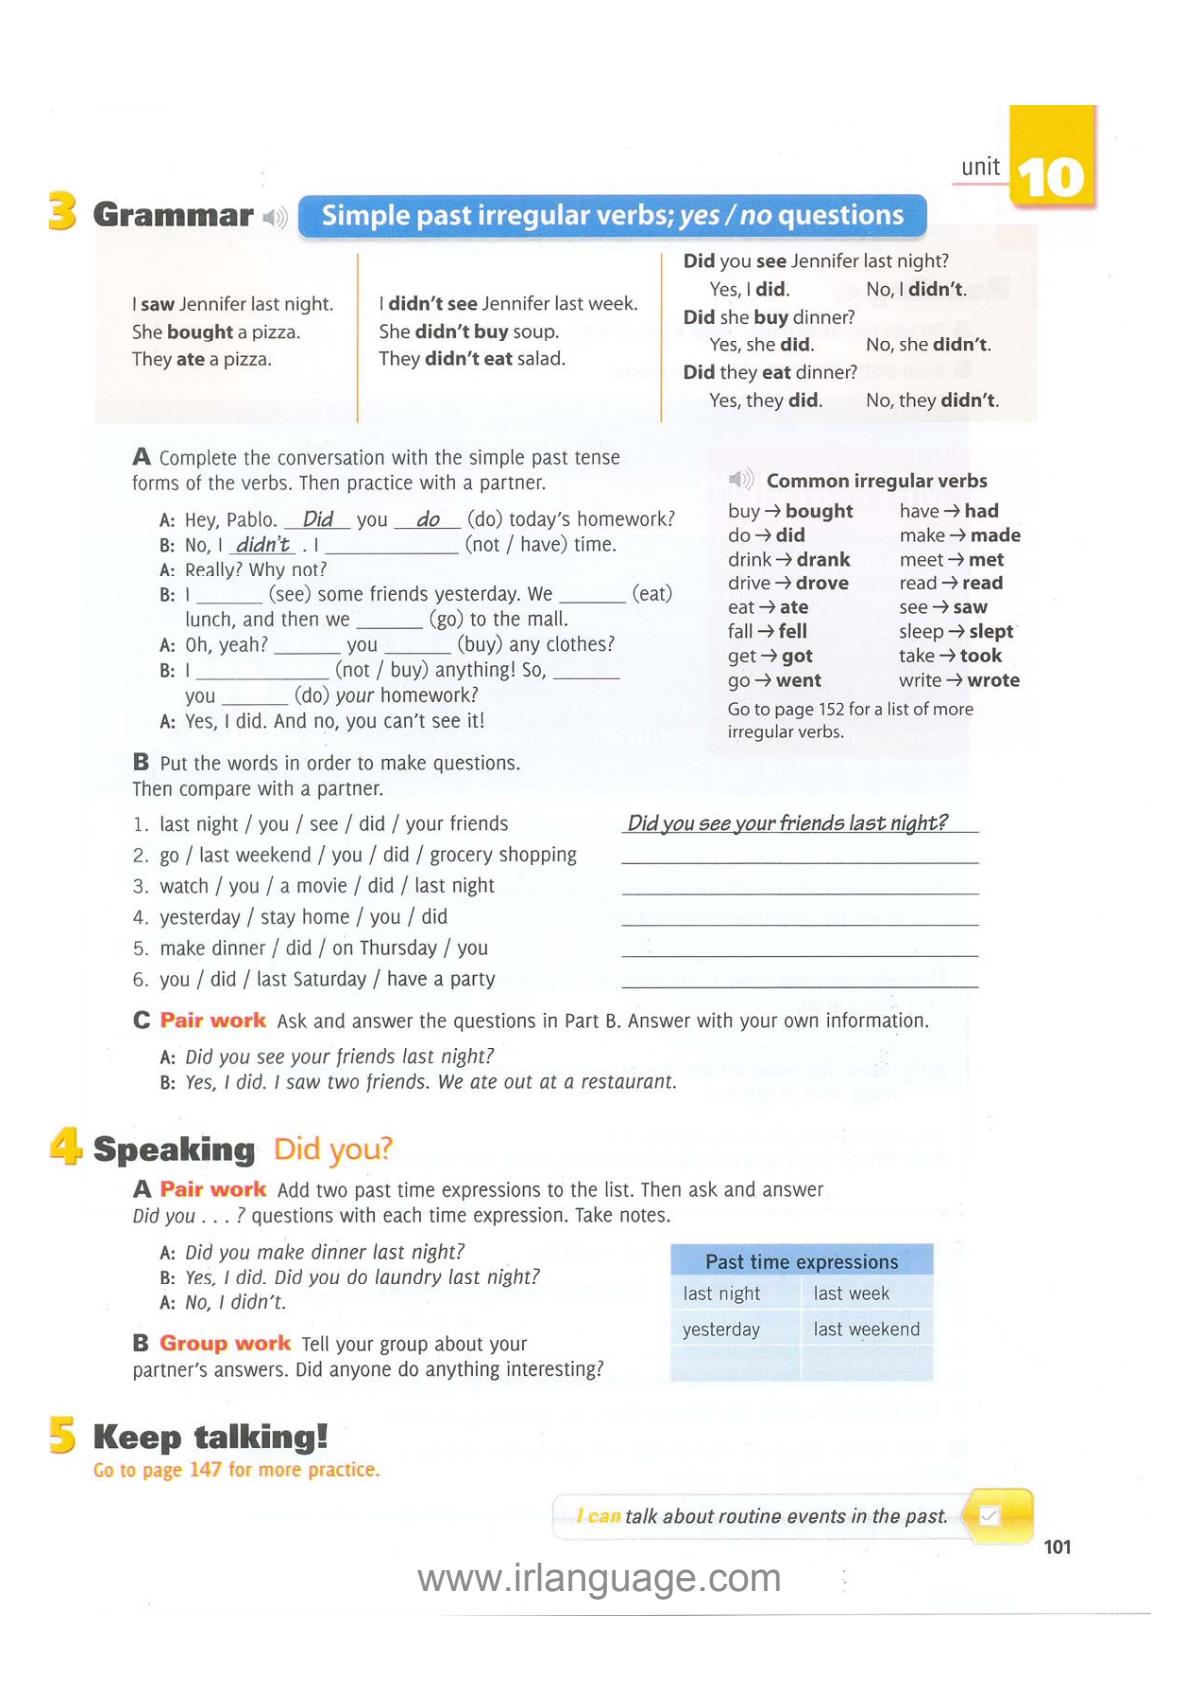 unit 10
3 Grammar Simple past irregular verbs; yes / no questions
I saw Jennifer last night.
She bought a pizza.
They ate a pizza.
I didn't see Jennifer last week.
She didn't buy soup.
They didn't eat salad.
Did you see Jennifer last night?
Yes, I did. No, I didn't.
Did she buy dinner?
Yes, she did. No, she didn't.
Did they eat dinner?
Yes, they did. No, they didn't.
A Complete the conversation with the simple past tense
forms of the verbs. Then practice with a partner.
A: Hey, Pablo. Did you do (do) today's homework?
B: No, I didn't . I ______ (not / have) time.
A: Really? Why not?
B: I ______ (see) some friends yesterday. We ______ (eat)
lunch, and then we ______ (go) to the mall.
A: Oh, yeah? ______ you ______ (buy) any clothes?
B: I ______ (not / buy) anything! So, ______
you ______ (do) your homework?
A: Yes, I did. And no, you can't see it!
Common irregular verbs
buy → bought have → had
do → did make → made
drink → drank meet → met
drive → drove read → read
eat → ate see → saw
fall → fell sleep → slept
get → got take → took
go → went write → wrote
Go to page 152 for a list of more
irregular verbs.
B Put the words in order to make questions.
Then compare with a partner.
1. last night / you / see / did / your friends Did you see your friends last night?
2. go / last weekend / you / did / grocery shopping
3. watch / you / a movie / did / last night
4. yesterday / stay home / you / did
5. make dinner / did / on Thursday / you
6. you / did / last Saturday / have a party
C Pair work Ask and answer the questions in Part B. Answer with your own information.
A: Did you see your friends last night?
B: Yes, I did. I saw two friends. We ate out at a restaurant.
4 Speaking Did you?
A Pair work Add two past time expressions to the list. Then ask and answer
Did you . . . ? questions with each time expression. Take notes.
A: Did you make dinner last night?
B: Yes, I did. Did you do laundry last night?
A: No, I didn't.
Past time expressions
last night last week
yesterday last weekend
B Group work Tell your group about your
partner's answers. Did anyone do anything interesting?
5 Keep talking!
Go to page 147 for more practice.
I can talk about routine events in the past.
101
www.irlanguage.com